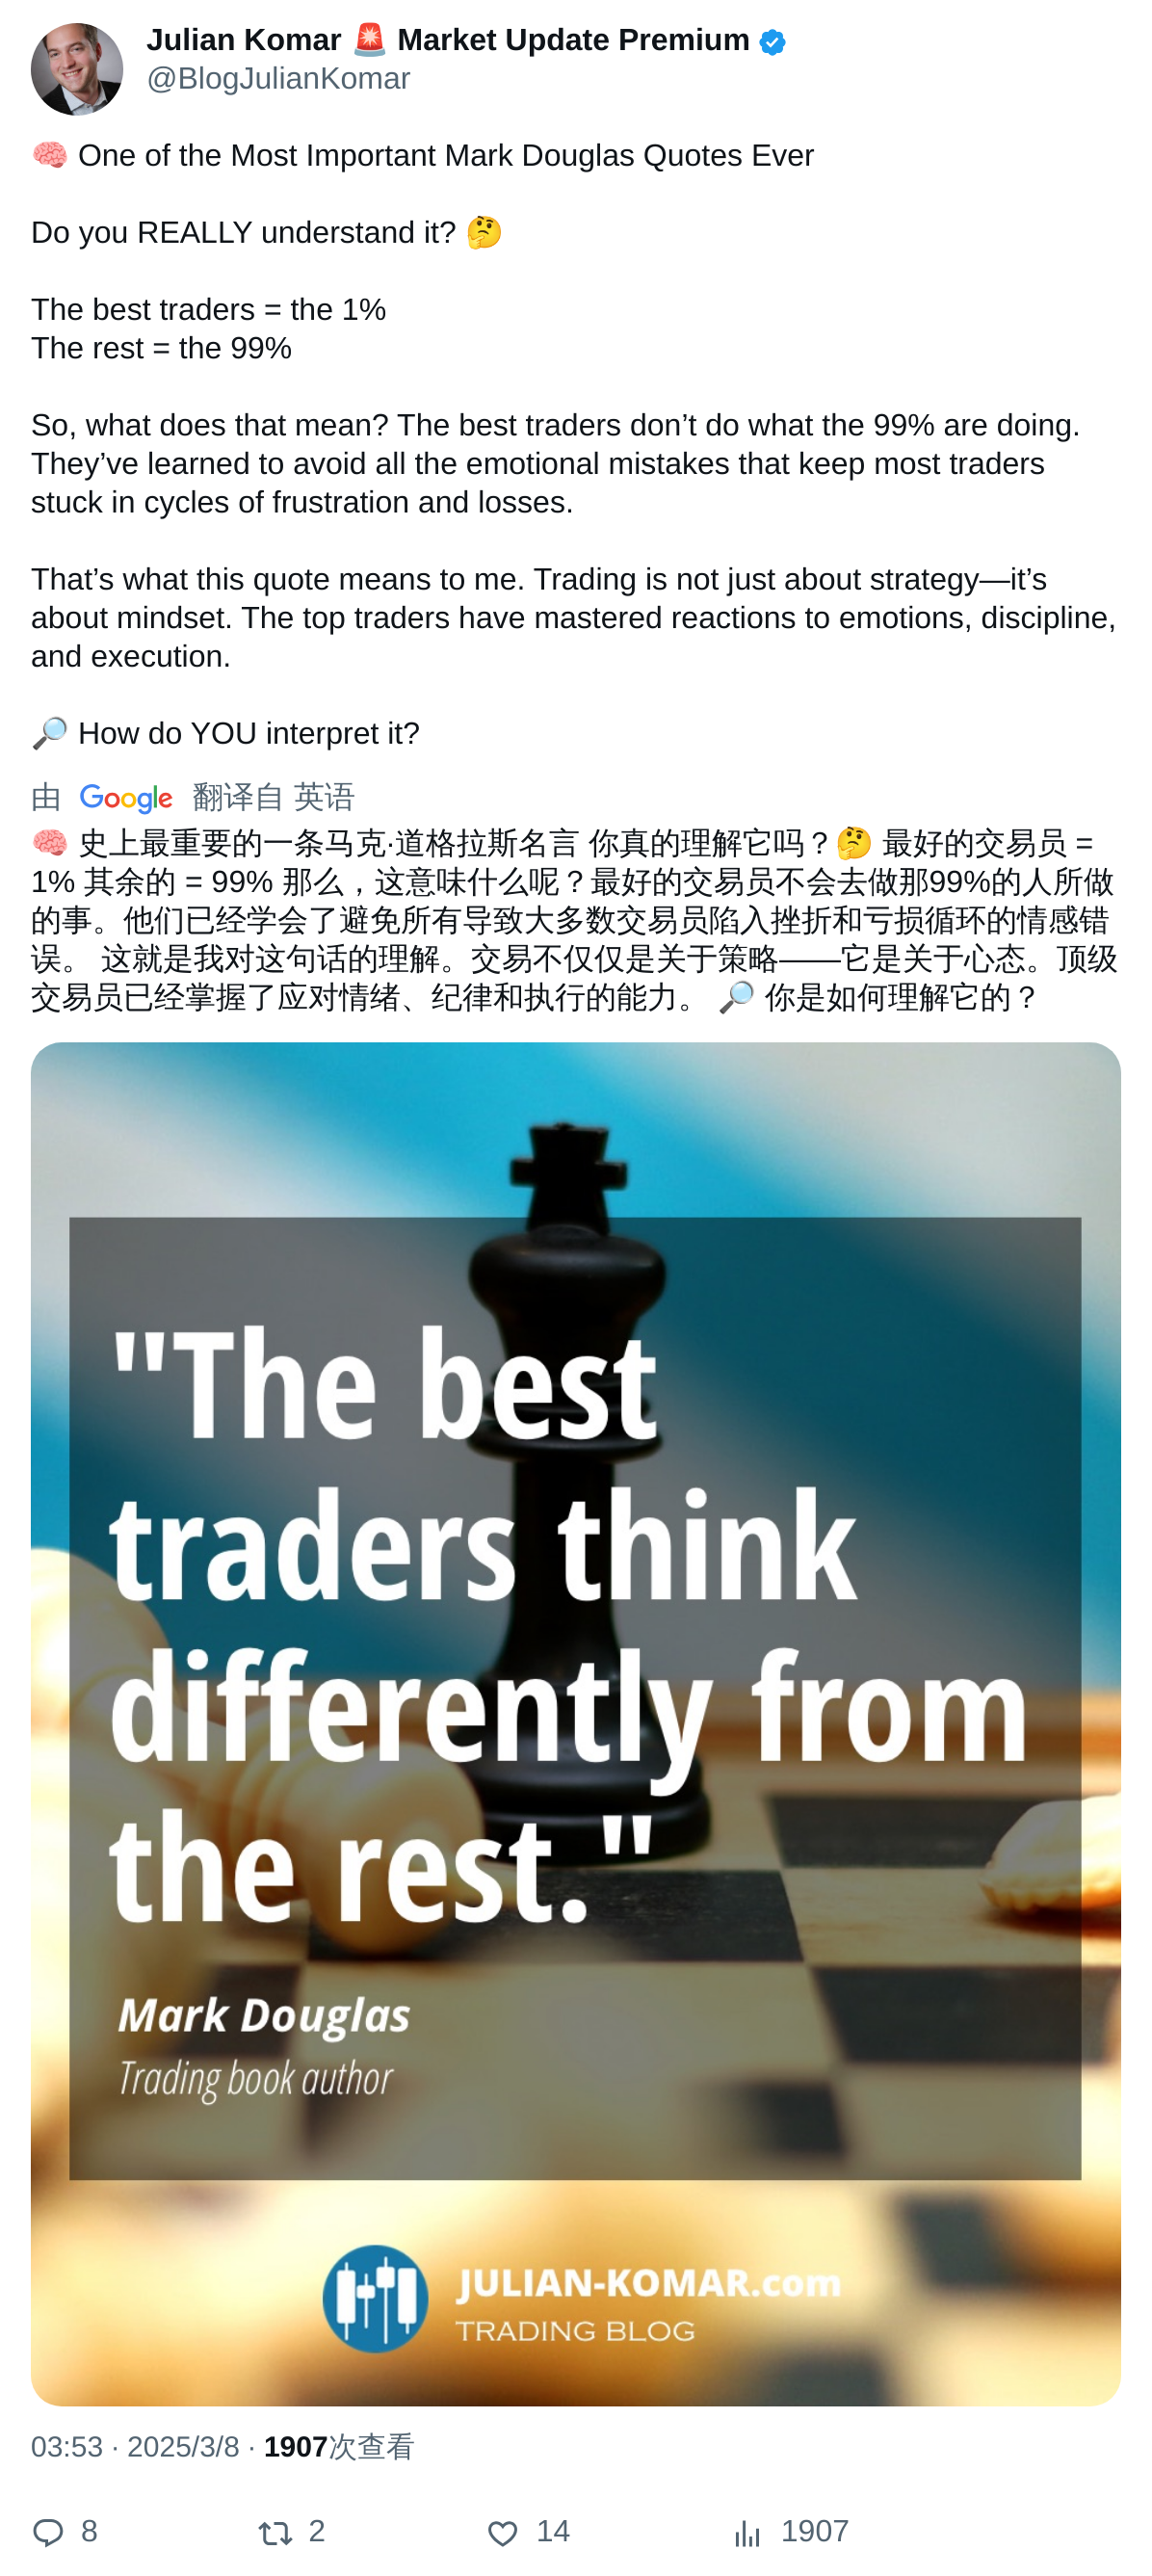 Julian Komar 🚨 Market Update Premium
@BlogJulianKomar
🧠 One of the Most Important Mark Douglas Quotes Ever
Do you REALLY understand it? 🤔
The best traders = the 1%
The rest = the 99%
So, what does that mean? The best traders don’t do what the 99% are doing.
They’ve learned to avoid all the emotional mistakes that keep most traders
stuck in cycles of frustration and losses.
That’s what this quote means to me. Trading is not just about strategy—it’s
about mindset. The top traders have mastered reactions to emotions, discipline,
and execution.
🔎 How do YOU interpret it?
由 Google 翻译自 英语
🧠 史上最重要的一条马克·道格拉斯名言 你真的理解它吗？🤔 最好的交易员 =
1% 其余的 = 99% 那么，这意味什么呢？最好的交易员不会去做那99%的人所做
的事。他们已经学会了避免所有导致大多数交易员陷入挫折和亏损循环的情感错
误。 这就是我对这句话的理解。交易不仅仅是关于策略——它是关于心态。顶级
交易员已经掌握了应对情绪、纪律和执行的能力。 🔎 你是如何理解它的？
"The best
traders think
differently from
the rest."
Mark Douglas
Trading book author
JULIAN-KOMAR.com
TRADING BLOG
03:53 · 2025/3/8 · 1907次查看
8 2 14 1907